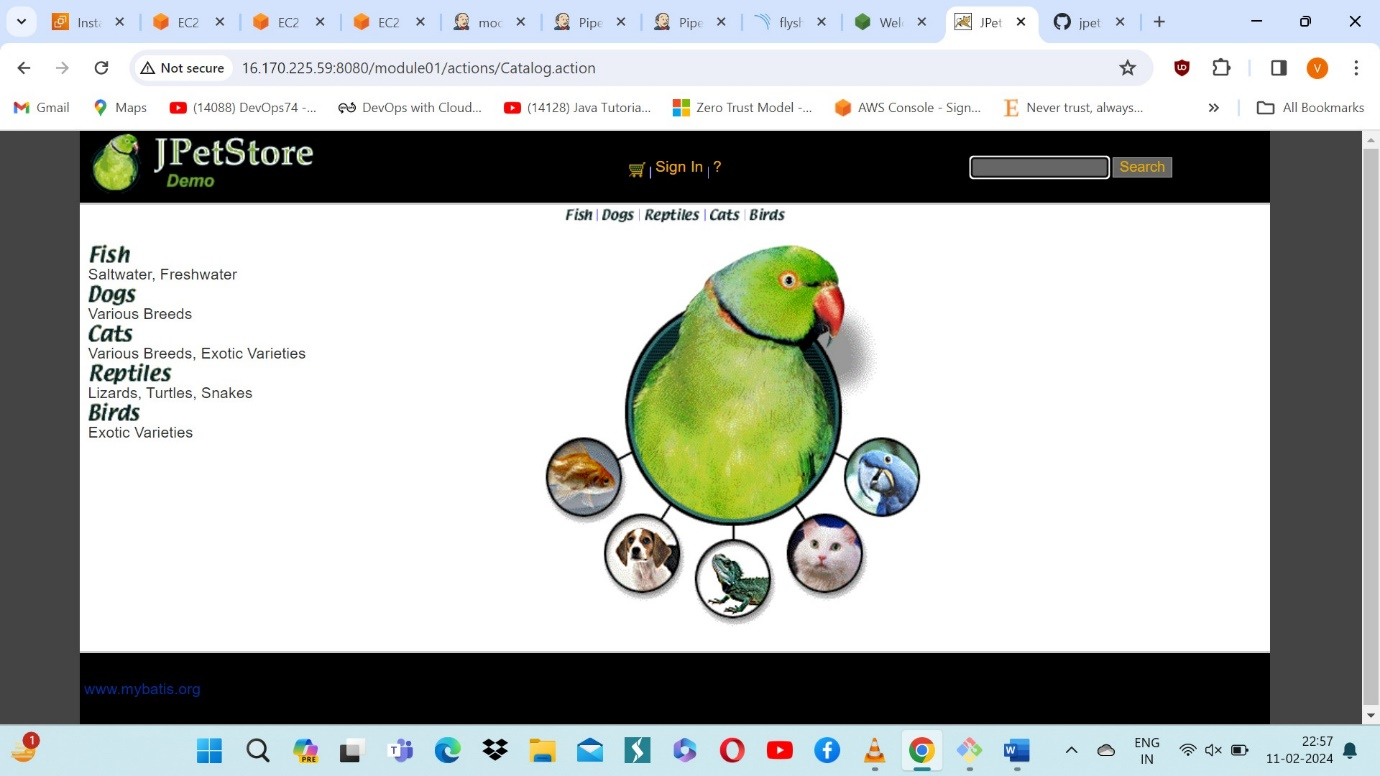 Insta EC2 EC2 EC2 moc Pipe Pipe flysh Wel JPet jpet
Not secure 16.170.225.59:8080/module01/actions/Catalog.action V
Gmail Maps (14088) DevOps74 -... DevOps with Cloud... (14128) Java Tutoria... Zero Trust Model -... AWS Console - Sign... Never trust, always... » All Bookmarks
JPetStore
Demo
Sign In | ?
Search
Fish | Dogs | Reptiles | Cats | Birds
Fish
Saltwater, Freshwater
Dogs
Various Breeds
Cats
Various Breeds, Exotic Varieties
Reptiles
Lizards, Turtles, Snakes
Birds
Exotic Varieties
www.mybatis.org
1
PRE
ENG
IN
22:57
11-02-2024